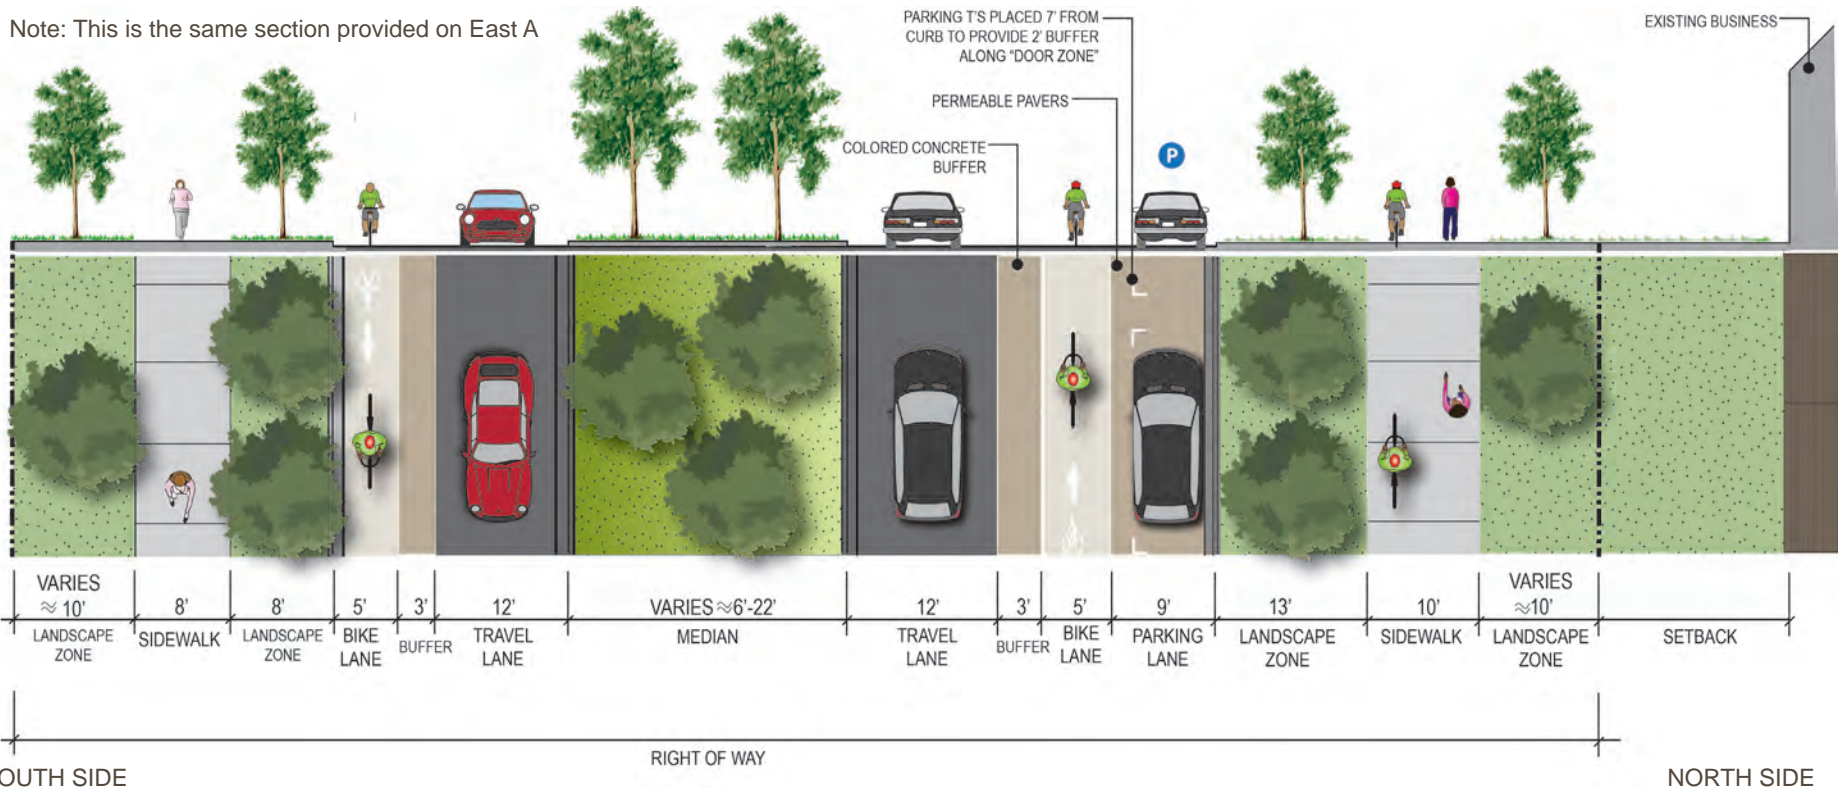 Note: This is the same section provided on East A
PARKING T'S PLACED 7' FROM
CURB TO PROVIDE 2' BUFFER
ALONG "DOOR ZONE"
EXISTING BUSINESS
PERMEABLE PAVERS
COLORED CONCRETE
BUFFER
P
VARIES
≈ 10'
8'
8'
5'
3'
12'
VARIES ≈6'-22'
12'
3'
5'
9'
13'
10'
VARIES
≈10'
LANDSCAPE
ZONE
SIDEWALK
LANDSCAPE
ZONE
BIKE
LANE
BUFFER
TRAVEL
LANE
MEDIAN
TRAVEL
LANE
BUFFER
BIKE
LANE
PARKING
LANE
LANDSCAPE
ZONE
SIDEWALK
LANDSCAPE
ZONE
SETBACK
RIGHT OF WAY
OUTH SIDE
NORTH SIDE